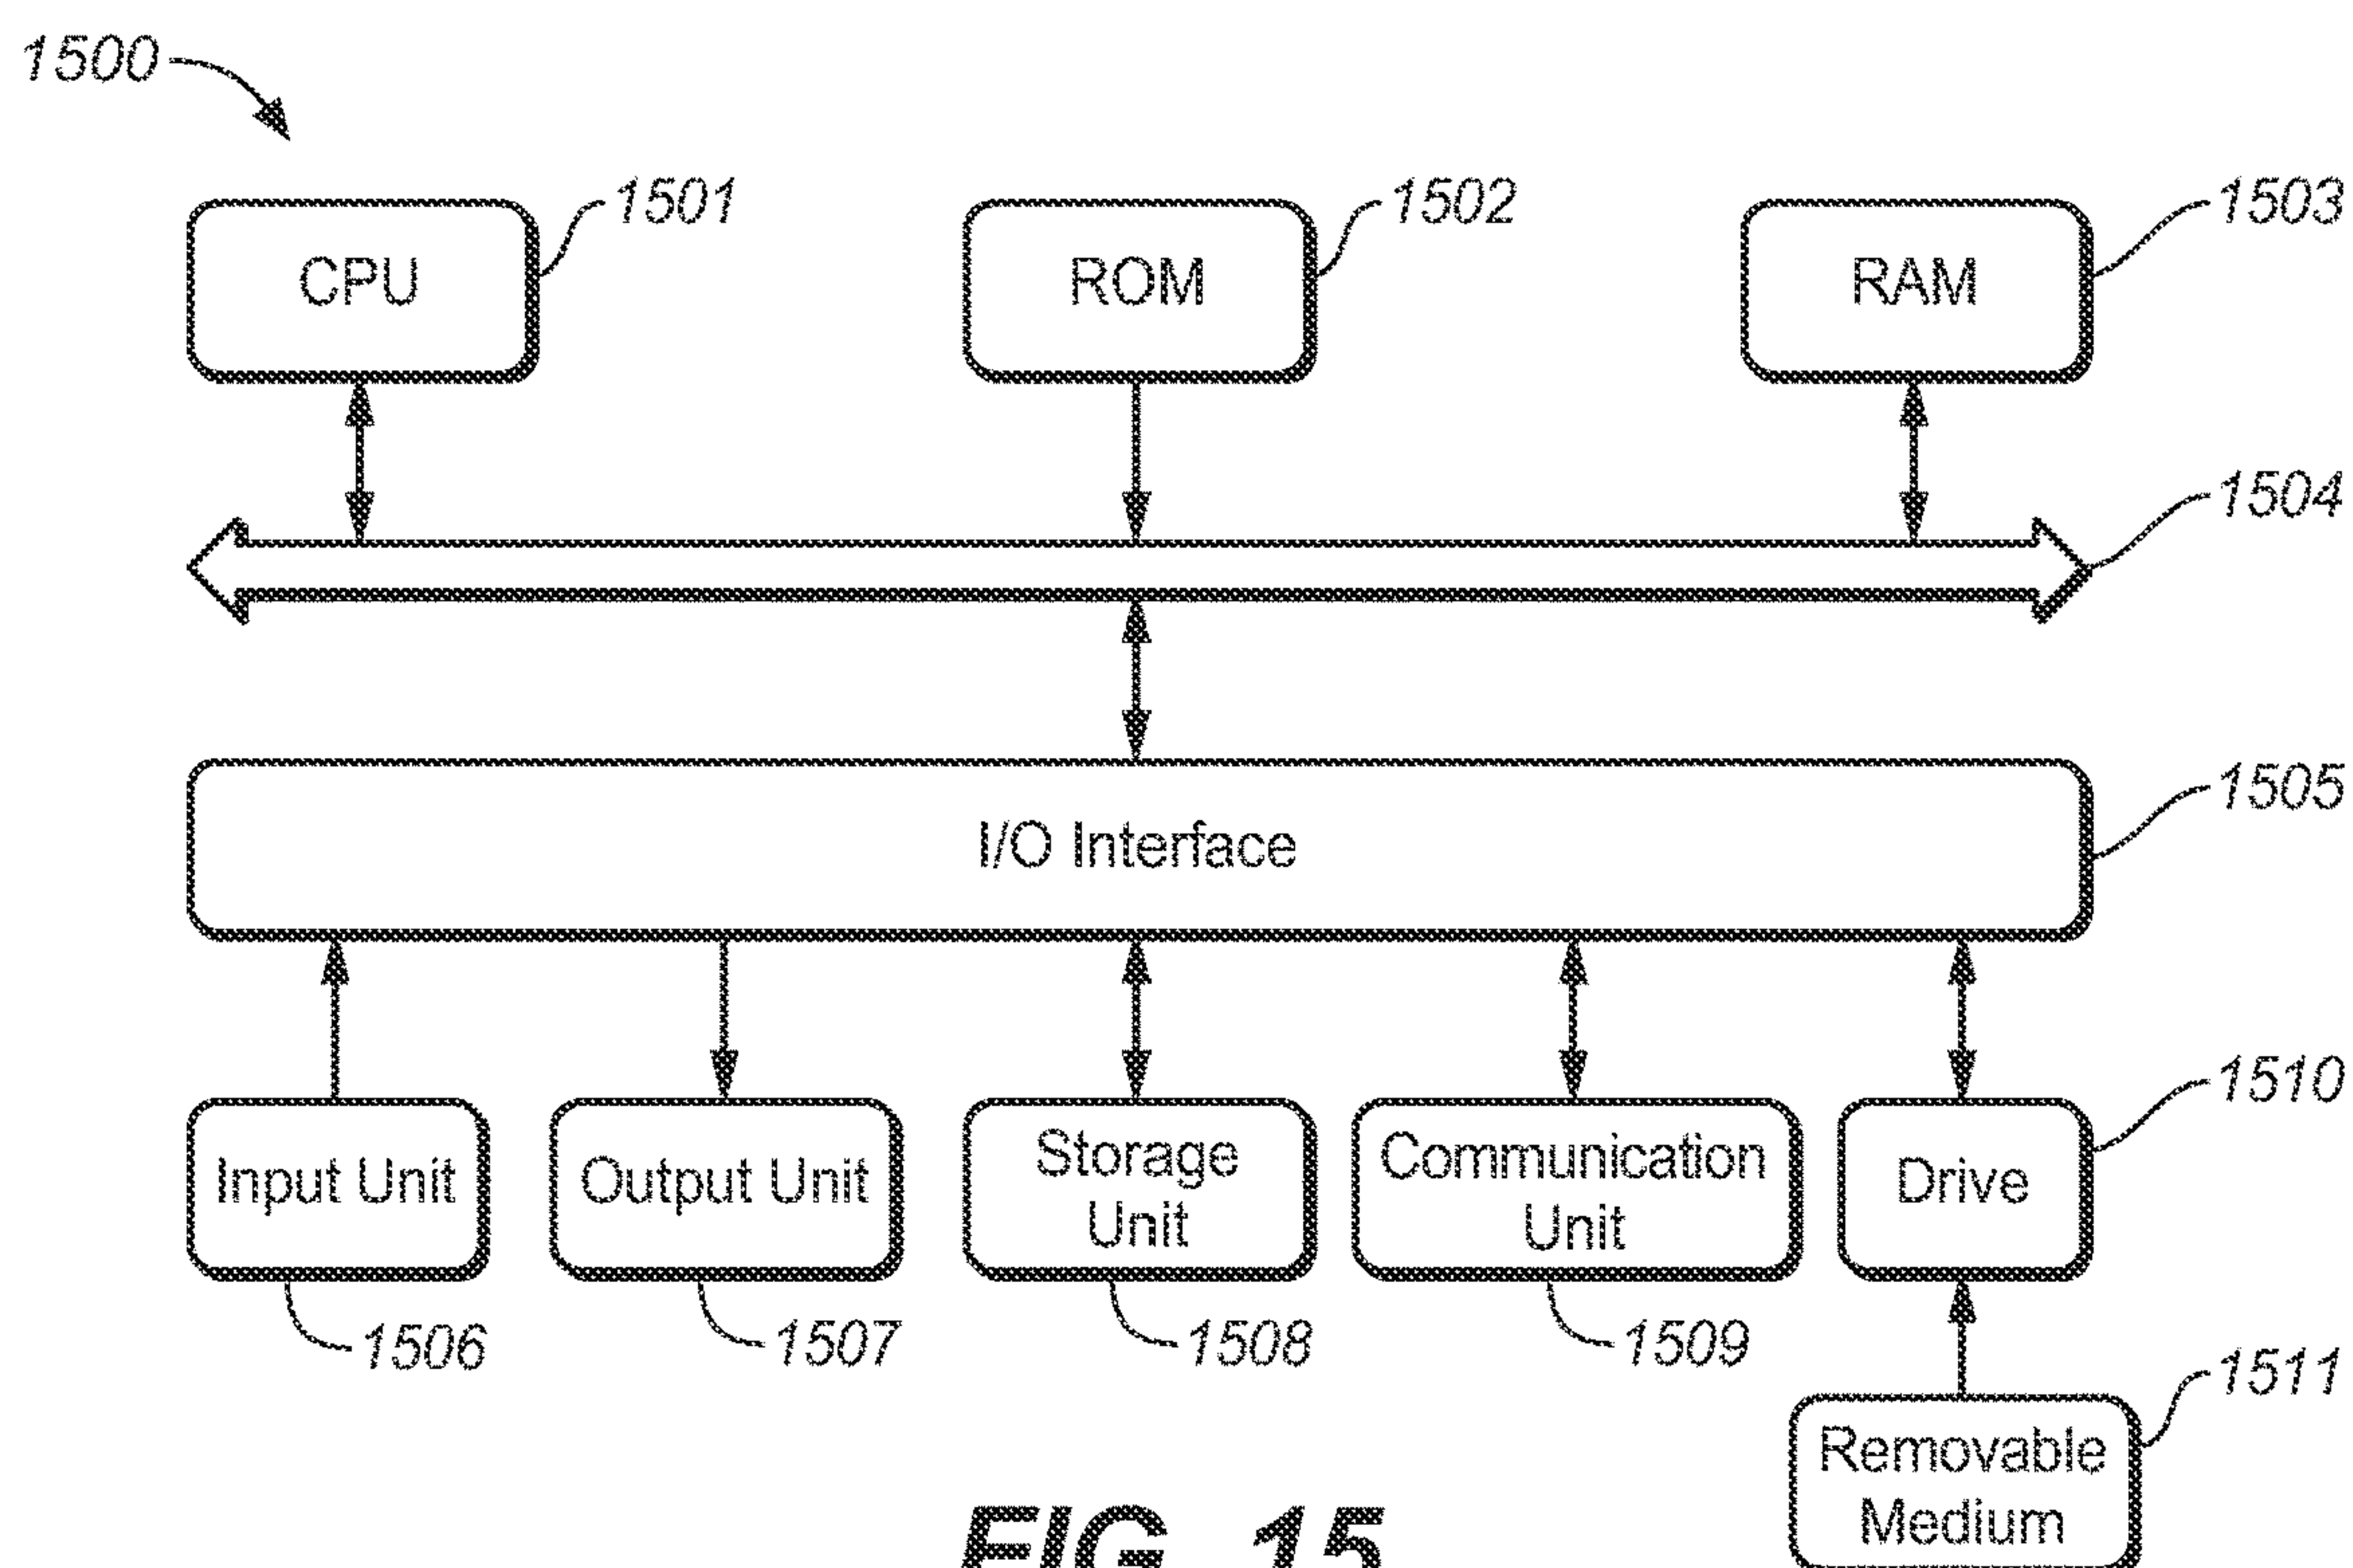 1500
1501
1502
1503
CPU
ROM
RAM
1504
1505
I/O Interface
1510
Input Unit
Output Unit
Storage
Unit
Communication
Unit
Drive
1506
1507
1508
1509
1511
Removable
Medium
FIG. 15